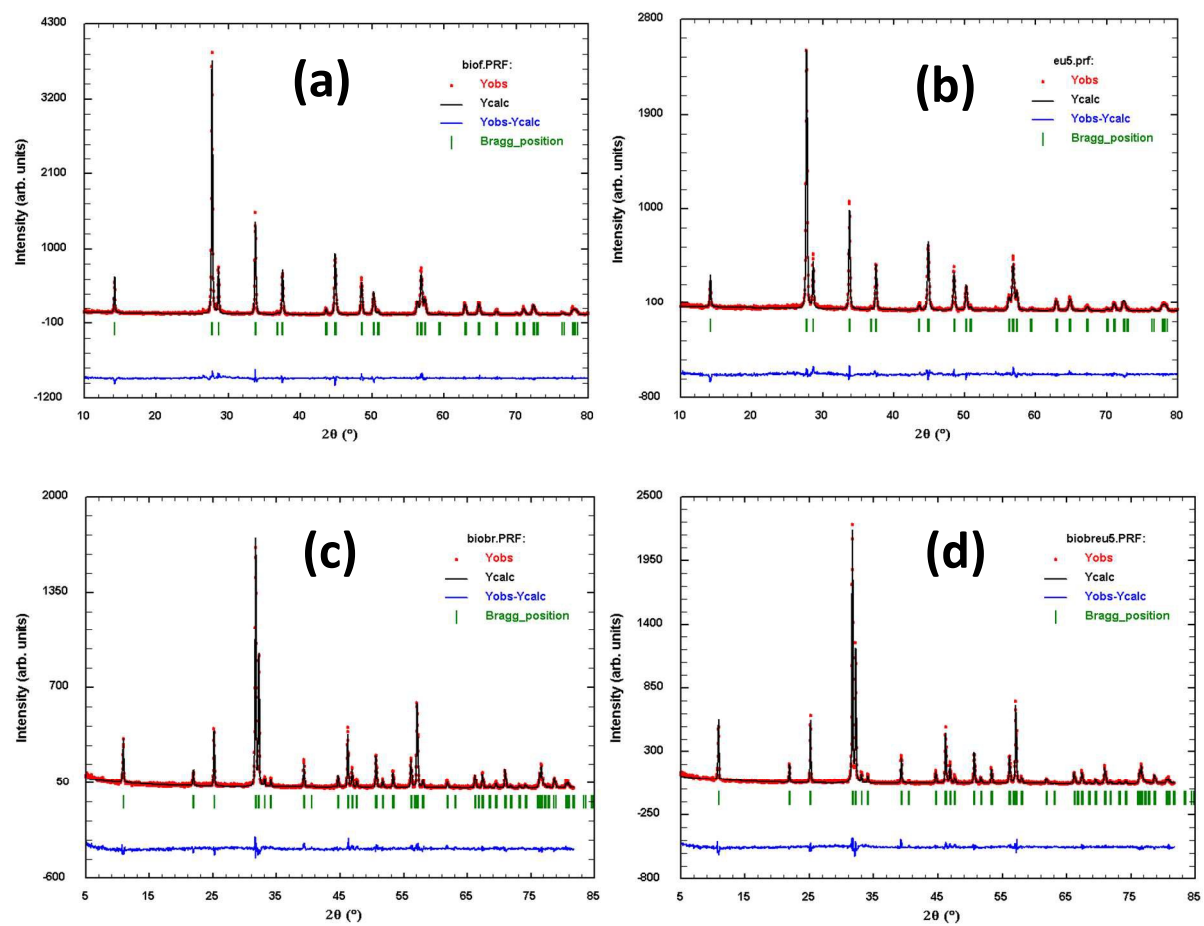 (a)
biof.PRF:
Yobs
Ycalc
Yobs-Ycalc
Bragg_position
Intensity (arb. units)
4300
3200
2100
1000
-100
-1200
10 20 30 40 50 60 70 80
2θ (°)
(b)
eu5.prf:
Yobs
Ycalc
Yobs-Ycalc
Bragg_position
Intensity (arb. units)
2800
1900
1000
100
-800
10 20 30 40 50 60 70 80
2θ (°)
(c)
biobr.PRF:
Yobs
Ycalc
Yobs-Ycalc
Bragg_position
Intensity (arb. units)
2000
1350
700
50
-600
5 15 25 35 45 55 65 75 85
2θ (°)
(d)
biobreu5.PRF:
Yobs
Ycalc
Yobs-Ycalc
Bragg_position
Intensity (arb. units)
2500
1950
1400
850
300
-250
-800
5 15 25 35 45 55 65 75 85
2θ (°)